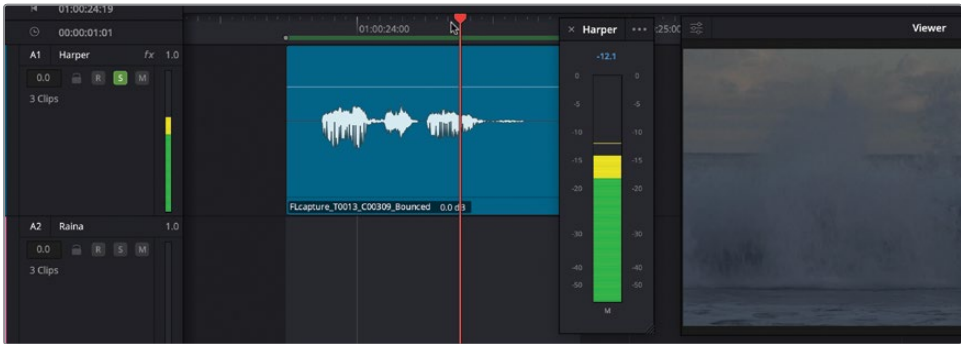 01:00:24:19
00:00:01:01
01:00:24:00
:25:00
A1 Harper fx 1.0
0.0 R S M
3 Clips
FLcapture_T0013_C00309_Bounced 0.0 dB
A2 Raina 1.0
0.0 R S M
3 Clips
× Harper •••
-12.1
0 0
-5 -5
-10 -10
-15 -15
-20 -20
-30 -30
-40 -40
-50 -50
M
Viewer